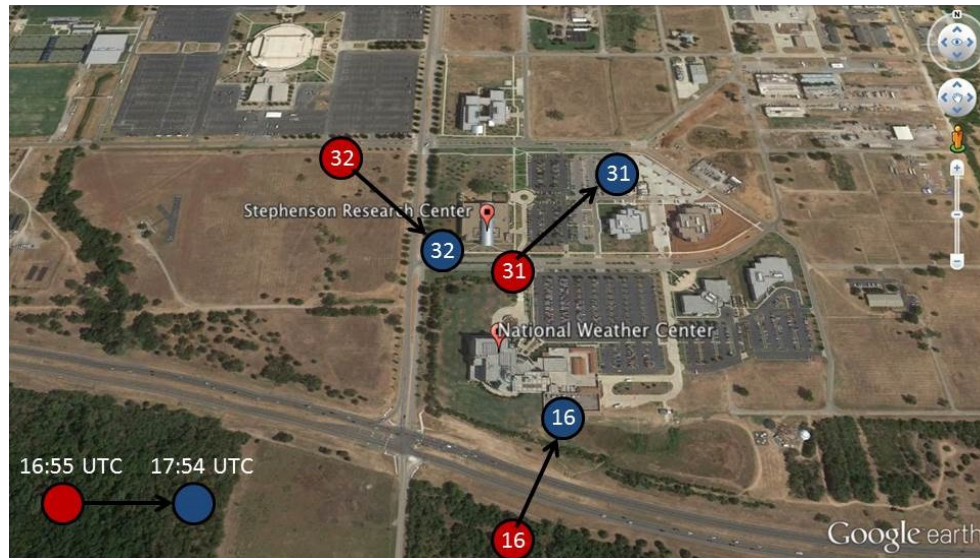 N
32
31
Stephenson Research Center
32
31
National Weather Center
16
16:55 UTC 17:54 UTC
16
Google earth